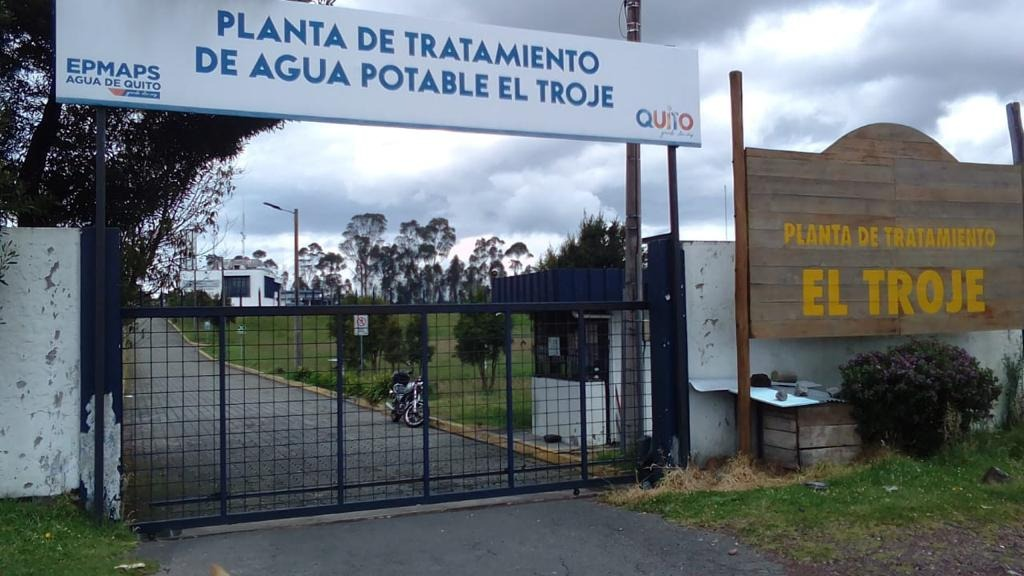 PLANTA DE TRATAMIENTO
DE AGUA POTABLE EL TROJE
EPMAPS
AGUA DE QUITO
QUITO
PLANTA DE TRATAMIENTO
EL TROJE